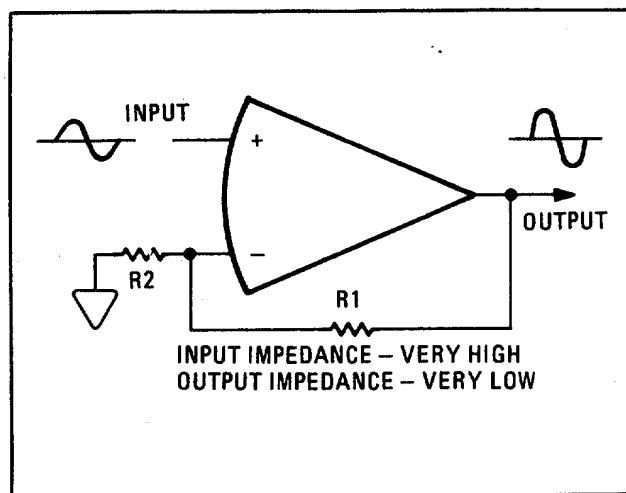 INPUT
+
−
OUTPUT
R2
R1
INPUT IMPEDANCE – VERY HIGH
OUTPUT IMPEDANCE – VERY LOW